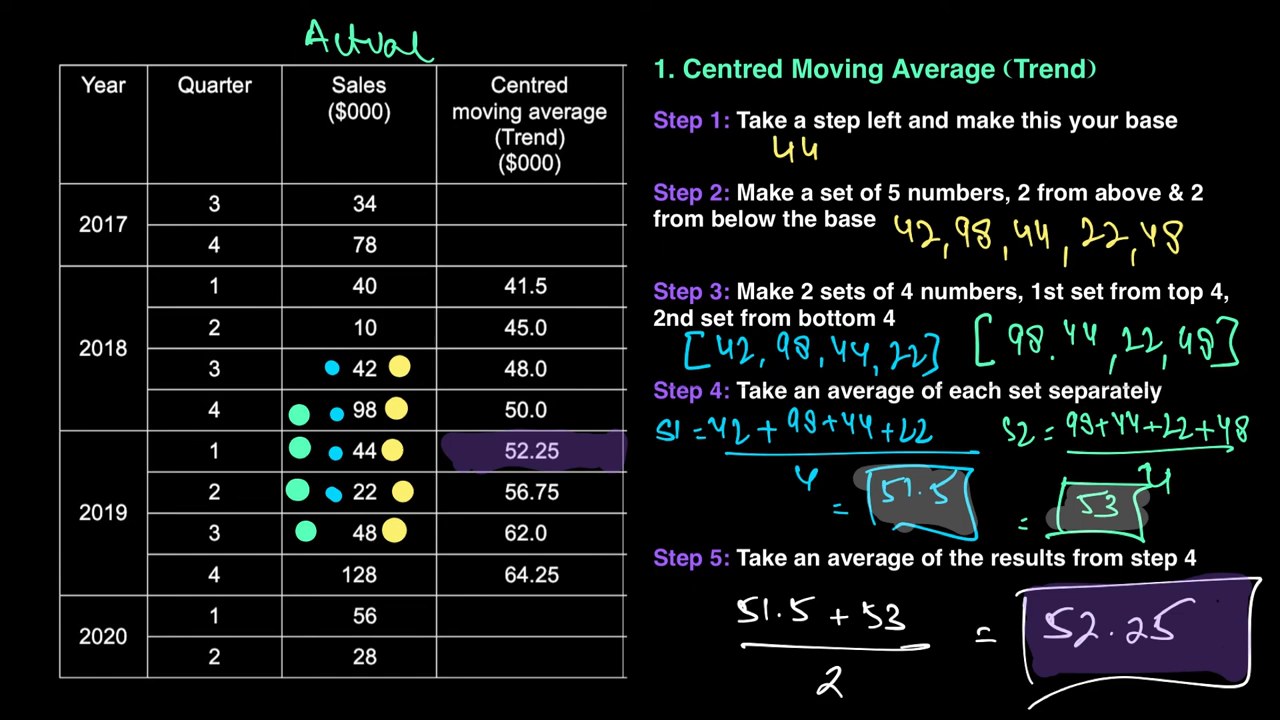 Actual
Year Quarter Sales ($000) Centred moving average (Trend) ($000)
2017 3 34
4 78
2018 1 40 41.5
2 10 45.0
3 42 48.0
4 98 50.0
2019 1 44 52.25
2 22 56.75
3 48 62.0
4 128 64.25
2020 1 56
2 28
1. Centred Moving Average (Trend)
Step 1: Take a step left and make this your base
44
Step 2: Make a set of 5 numbers, 2 from above & 2
from below the base 42, 98, 44, 22, 48
Step 3: Make 2 sets of 4 numbers, 1st set from top 4,
2nd set from bottom 4
[42, 98, 44, 22] [98. 44, 22, 48]
Step 4: Take an average of each set separately
S1 = 42 + 98 + 44 + 22 S2 = 98 + 44 + 22 + 48
4 4
= 51.5 = 53
Step 5: Take an average of the results from step 4
51.5 + 53 = 52.25
2